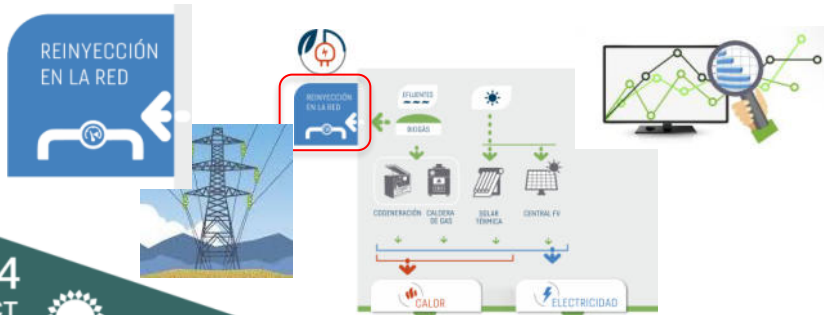 REINYECCIÓN
EN LA RED
REINYECCIÓN
EN LA RED
EFLUENTES
BIOGÁS
COGENERACIÓN
CALDERA
DE GAS
SOLAR
TÉRMICA
CENTRAL FV
CALOR
ELECTRICIDAD
4
CT